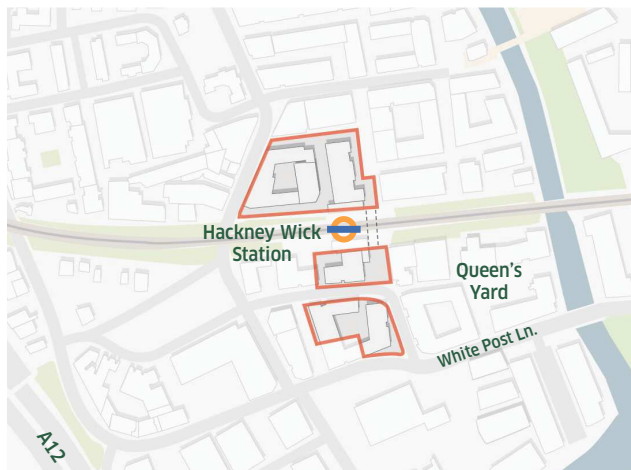 Hackney Wick
Station
Queen's
Yard
White Post Ln.
A12